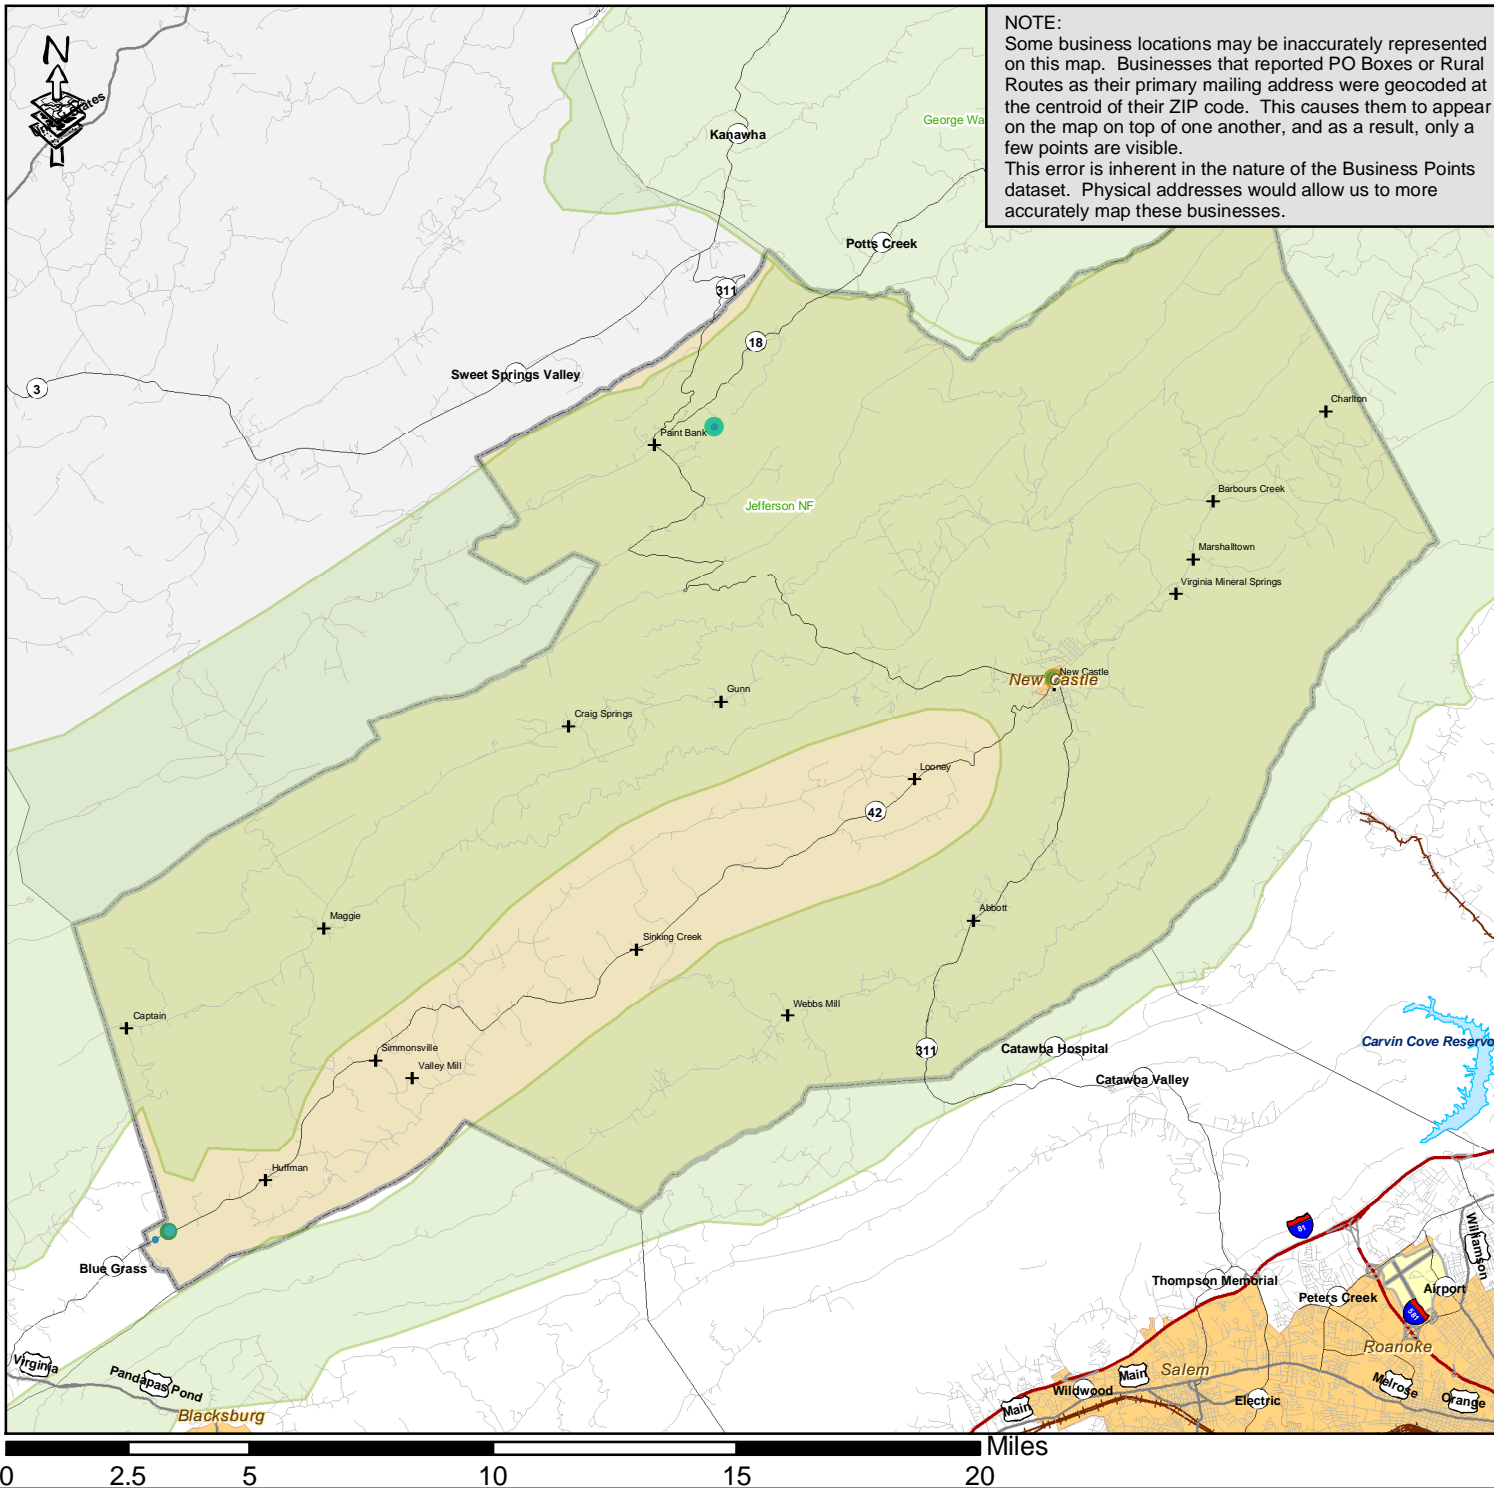 NOTE:
Some business locations may be inaccurately represented
on this map. Businesses that reported PO Boxes or Rural
Routes as their primary mailing address were geocoded at
the centroid of their ZIP code. This causes them to appear
on the map on top of one another, and as a result, only a
few points are visible.
This error is inherent in the nature of the Business Points
dataset. Physical addresses would allow us to more
accurately map these businesses.
N
States
George Wa
Kanawha
Potts Creek
311
18
Sweet Springs Valley
3
Charlton
Paint Bank
Barbours Creek
Jefferson NF
Marshalltown
Virginia Mineral Springs
New Castle
New Castle
Gunn
Craig Springs
Looney
42
Abbott
Maggie
Sinking Creek
Webbs Mill
Captain
Simmonsville
Valley Mill
311
Catawba Hospital
Carvin Cove Reservo
Catawba Valley
Huffman
Blue Grass
81
Williamson
Thompson Memorial
Peters Creek
Airport
581
Roanoke
Virginia
Pandapas Pond
Salem
Main
Wildwood
Melrose
Orange
Electric
Main
Blacksburg
Miles
0 2.5 5 10 15 20